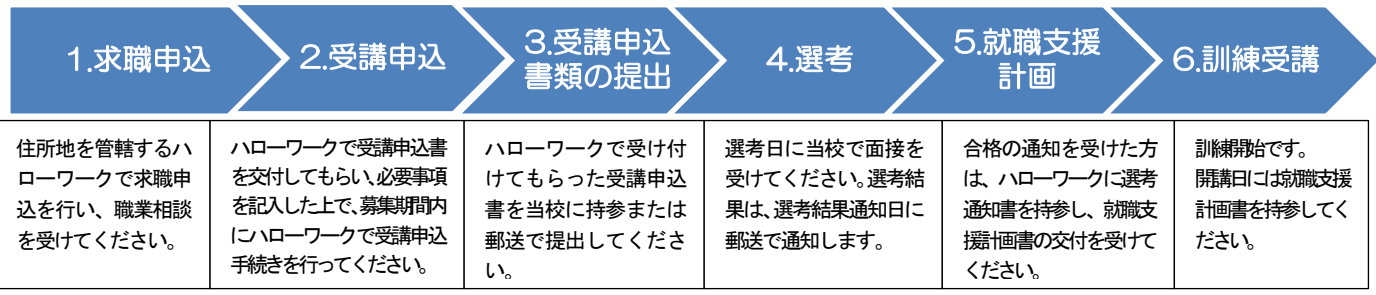 1.求職申込
2.受講申込
3.受講申込
書類の提出
4.選考
5.就職支援
計画
6.訓練受講
住所地を管轄するハ
ローワークで求職申
込を行い、職業相談
を受けてください。
ハローワークで受講申込書
を交付してもらい、必要事項
を記入した上で、募集期間内
にハローワークで受講申込
手続きを行ってください。
ハローワークで受け付
けてもらった受講申込
書を当校に持参または
郵送で提出してくださ
い。
選考日に当校で面接を
受けてください。選考結
果は、選考結果通知日に
郵送で通知します。
合格の通知を受けた方
は、ハローワークに選考
通知書を持参し、就職支
援計画書の交付を受けて
ください。
訓練開始です。
開講日には就職支援
計画書を持参してく
ださい。